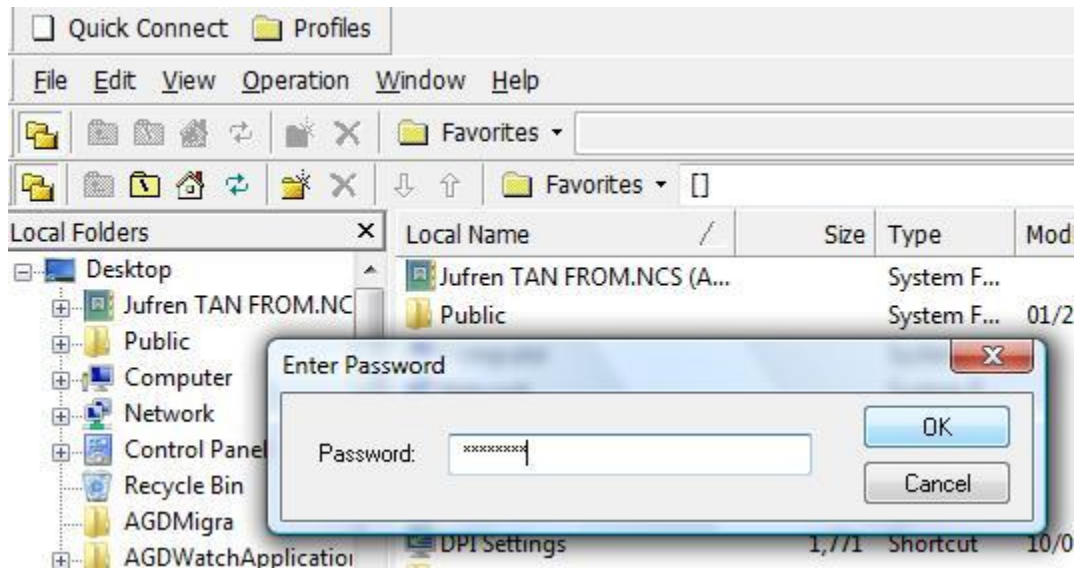 Quick Connect Profiles
File Edit View Operation Window Help
Favorites
Favorites []
Local Folders x Local Name / Size Type Mod
Desktop
Jufren TAN FROM.NCS (A... System F...
Jufren TAN FROM.NC
Public System F... 01/2
Public
Enter Password
Computer
Network
Password: xxxxxxxx OK
Control Panel
Cancel
Recycle Bin
AGDMigra
DPI Settings 1,771 Shortcut 10/0
AGDWatchApplication